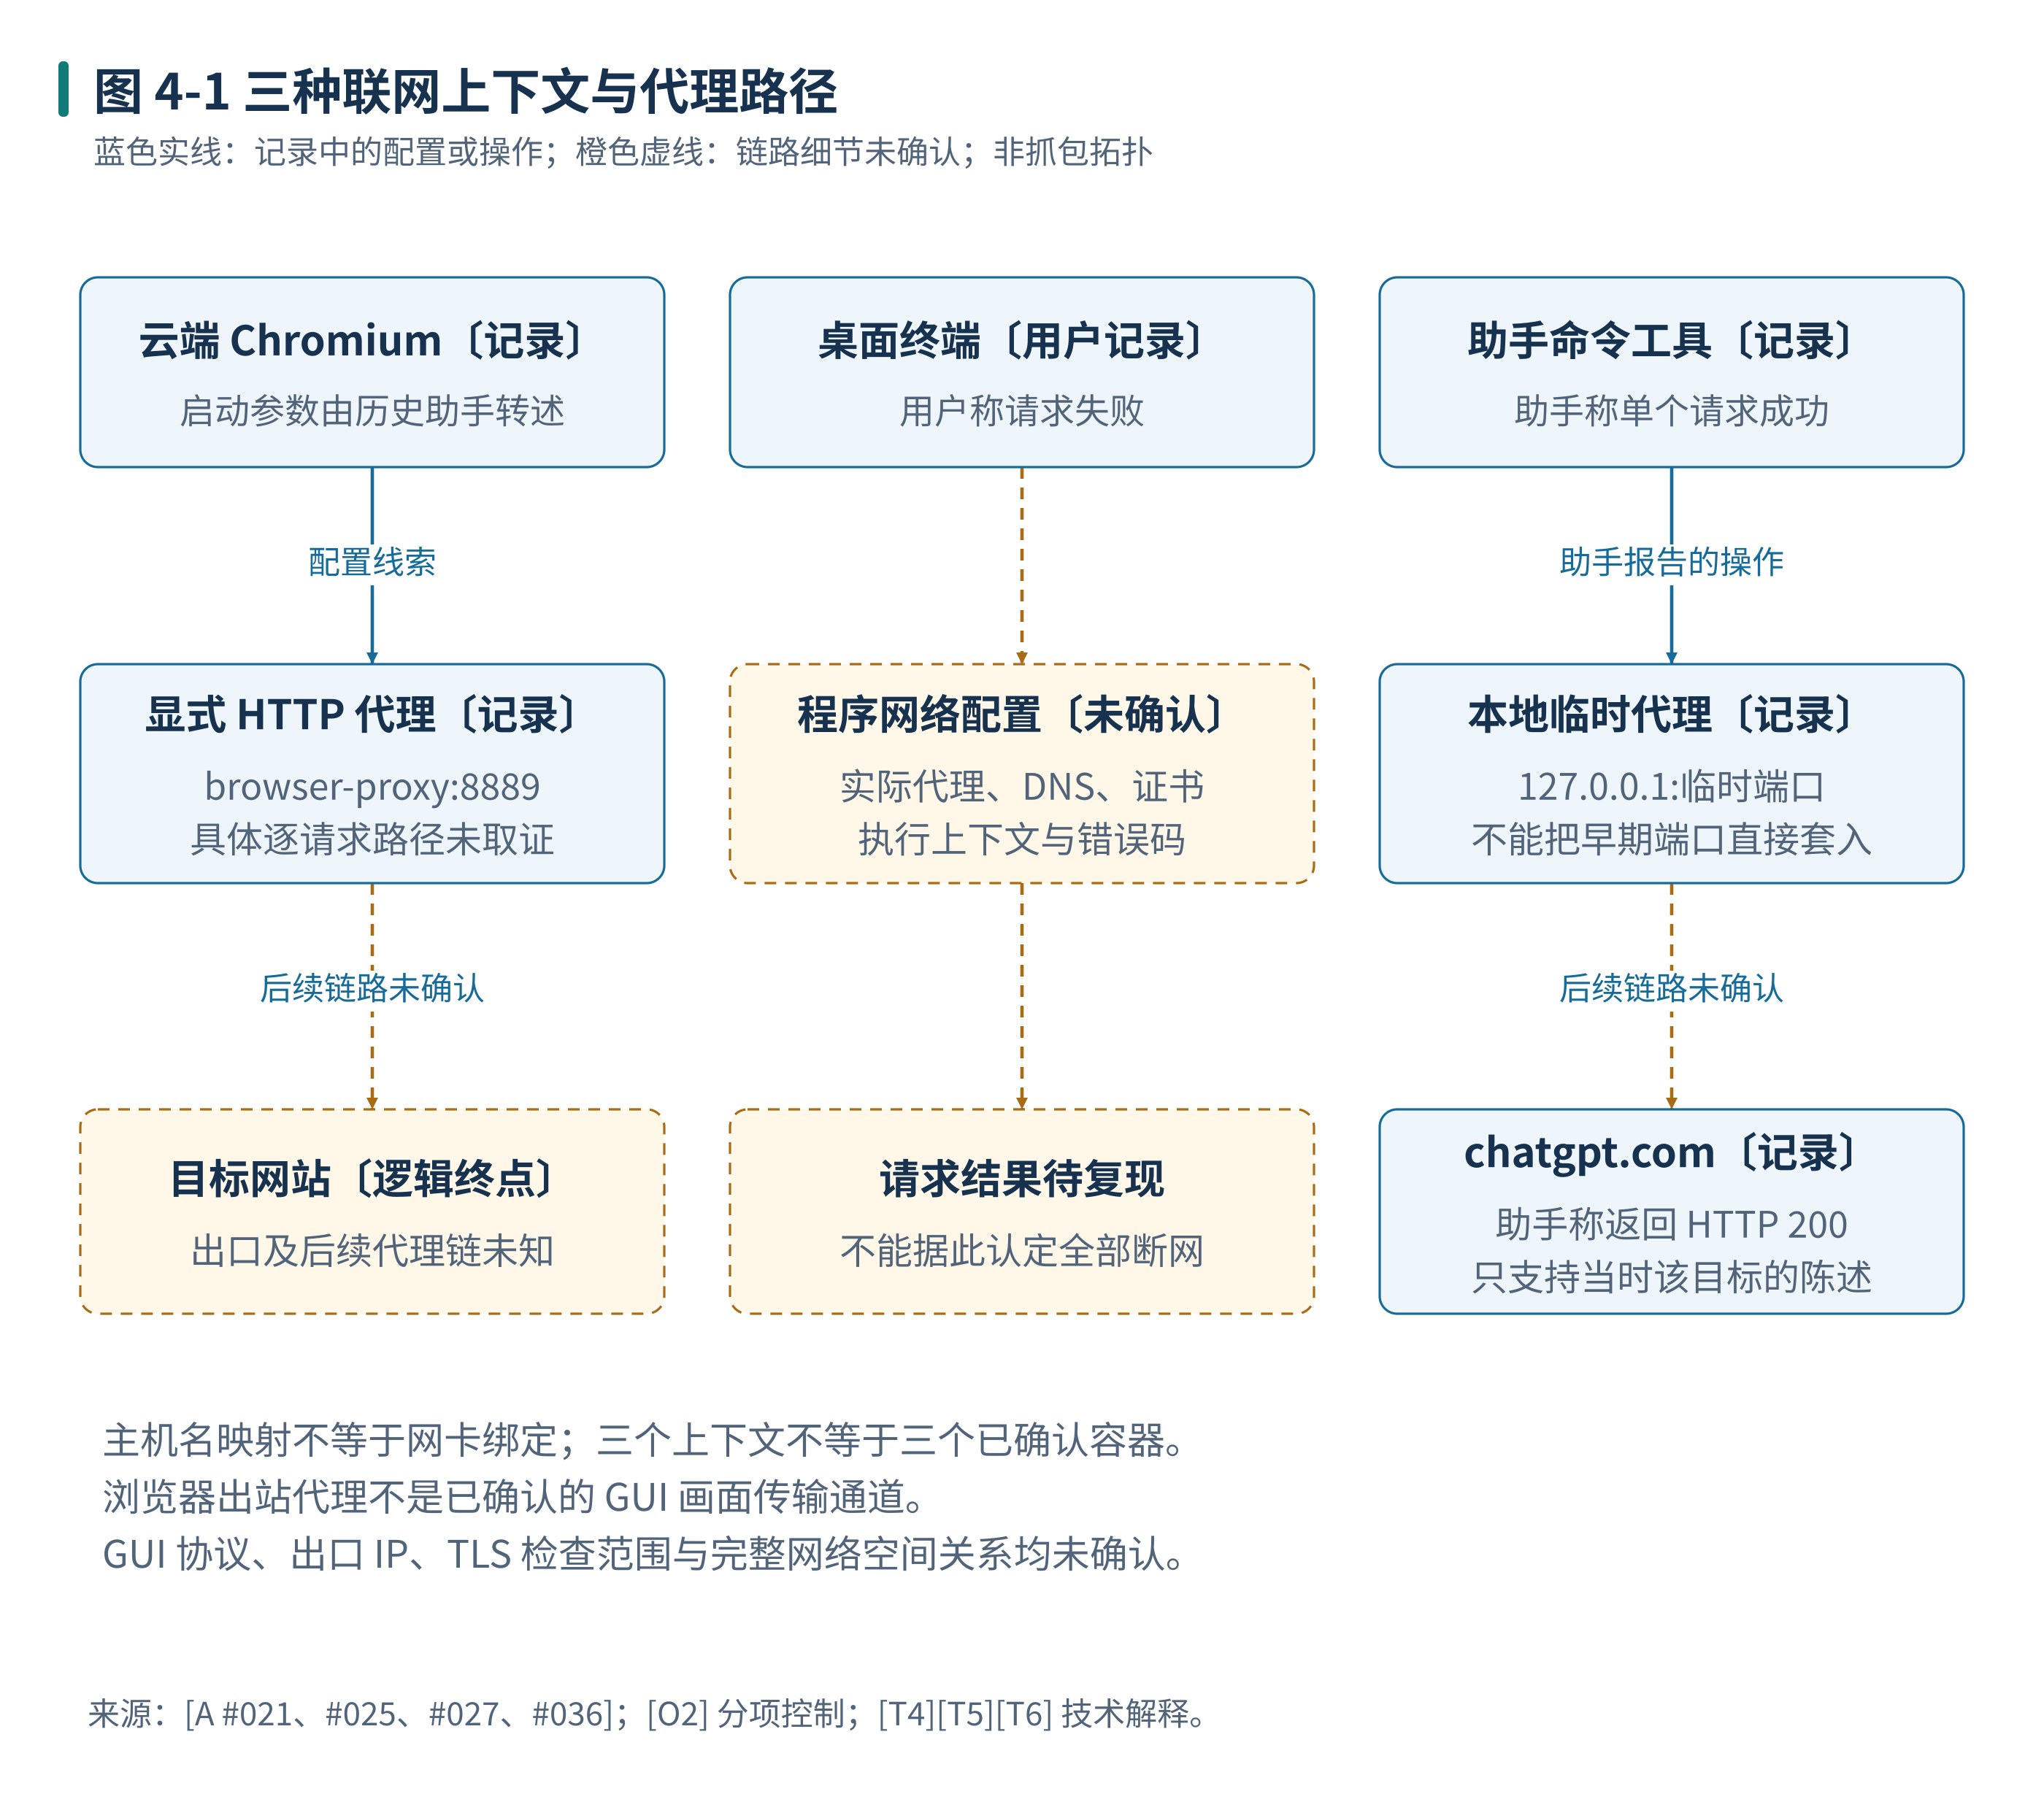 图 4-1 三种联网上下文与代理路径
蓝色实线：记录中的配置或操作；橙色虚线：链路细节未确认；非抓包拓扑
云端 Chromium〔记录〕
启动参数由历史助手转述
桌面终端〔用户记录〕
用户称请求失败
助手命令工具〔记录〕
助手称单个请求成功
配置线索
助手报告的操作
显式 HTTP 代理〔记录〕
browser-proxy:8889
具体逐请求路径未取证
程序网络配置〔未确认〕
实际代理、DNS、证书
执行上下文与错误码
本地临时代理〔记录〕
127.0.0.1:临时端口
不能把早期端口直接套入
后续链路未确认
后续链路未确认
目标网站〔逻辑终点〕
出口及后续代理链未知
请求结果待复现
不能据此认定全部断网
chatgpt.com〔记录〕
助手称返回 HTTP 200
只支持当时该目标的陈述
主机名映射不等于网卡绑定；三个上下文不等于三个已确认容器。
浏览器出站代理不是已确认的 GUI 画面传输通道。
GUI 协议、出口 IP、TLS 检查范围与完整网络空间关系均未确认。
来源：[A #021、#025、#027、#036]；[O2] 分项控制；[T4][T5][T6] 技术解释。